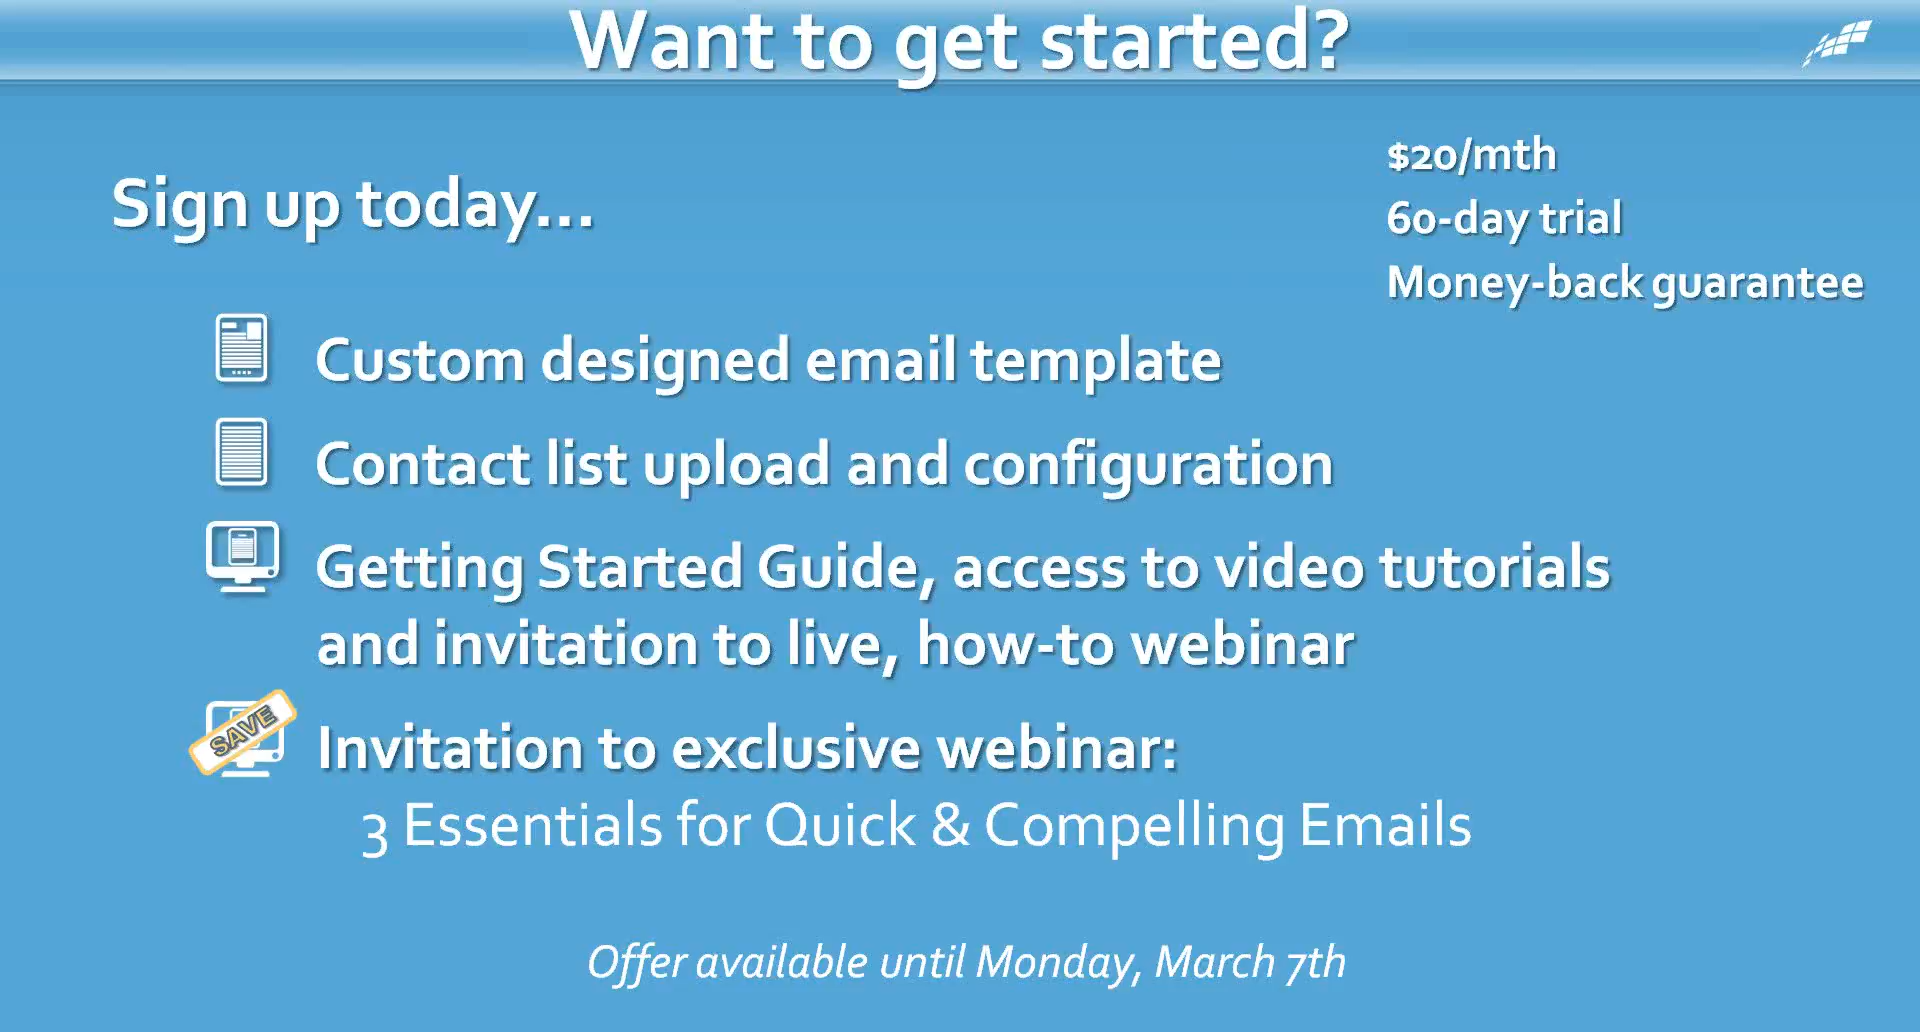 Want to get started?
$20/mth
Sign up today...
60-day trial
Money-back guarantee
Custom designed email template
Contact list upload and configuration
Getting Started Guide, access to video tutorials
and invitation to live, how-to webinar
SAVE
Invitation to exclusive webinar:
3 Essentials for Quick & Compelling Emails
Offer available until Monday, March 7th